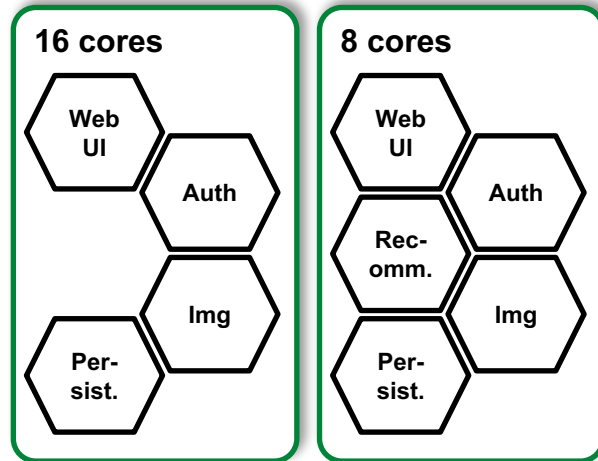 16 cores
Web
UI
Auth
Img
Per-
sist.
8 cores
Web
UI
Auth
Rec-
omm.
Img
Per-
sist.